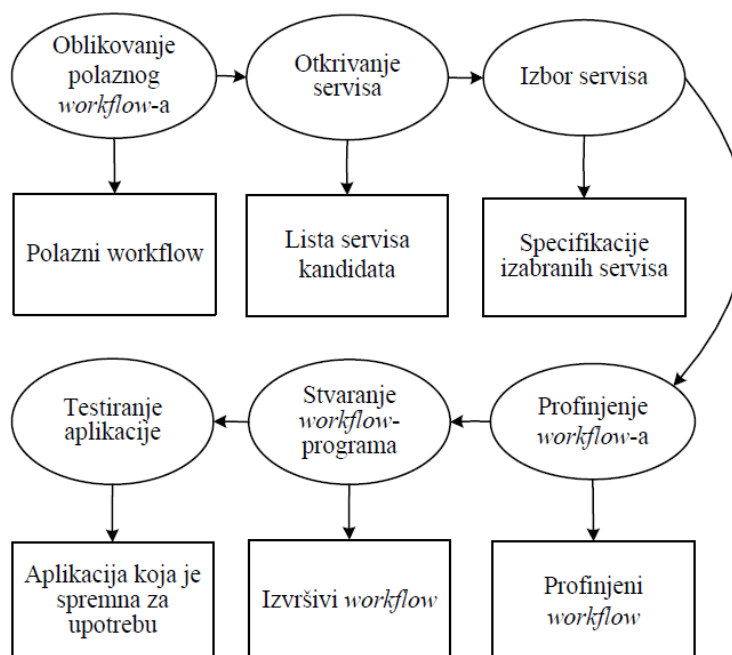 Oblikovanje
polaznog
workflow-a
Otkrivanje
servisa
Izbor servisa
Polazni workflow
Lista servisa
kandidata
Specifikacije
izabranih servisa
Testiranje
aplikacije
Stvaranje
workflow-
programa
Profinjenje
workflow-a
Aplikacija koja je
spremna za
upotrebu
Izvršivi workflow
Profinjeni
workflow